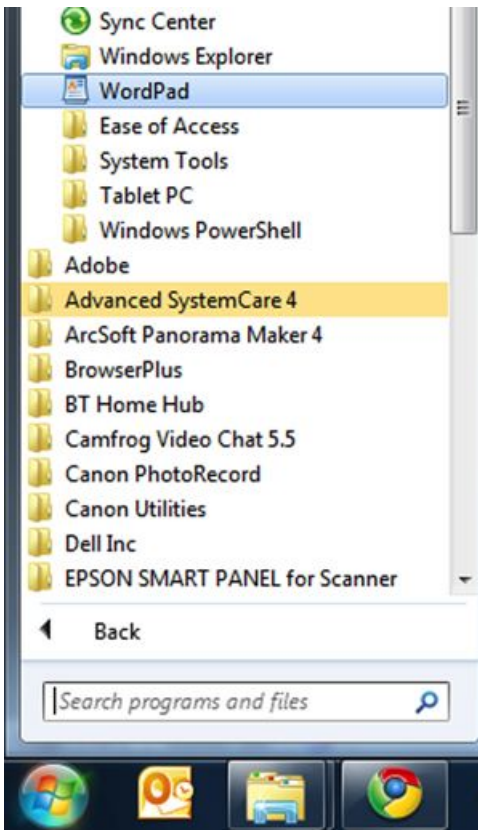 Sync Center
Windows Explorer
WordPad
Ease of Access
System Tools
Tablet PC
Windows PowerShell
Adobe
Advanced SystemCare 4
ArcSoft Panorama Maker 4
BrowserPlus
BT Home Hub
Camfrog Video Chat 5.5
Canon PhotoRecord
Canon Utilities
Dell Inc
EPSON SMART PANEL for Scanner
Back
Search programs and files